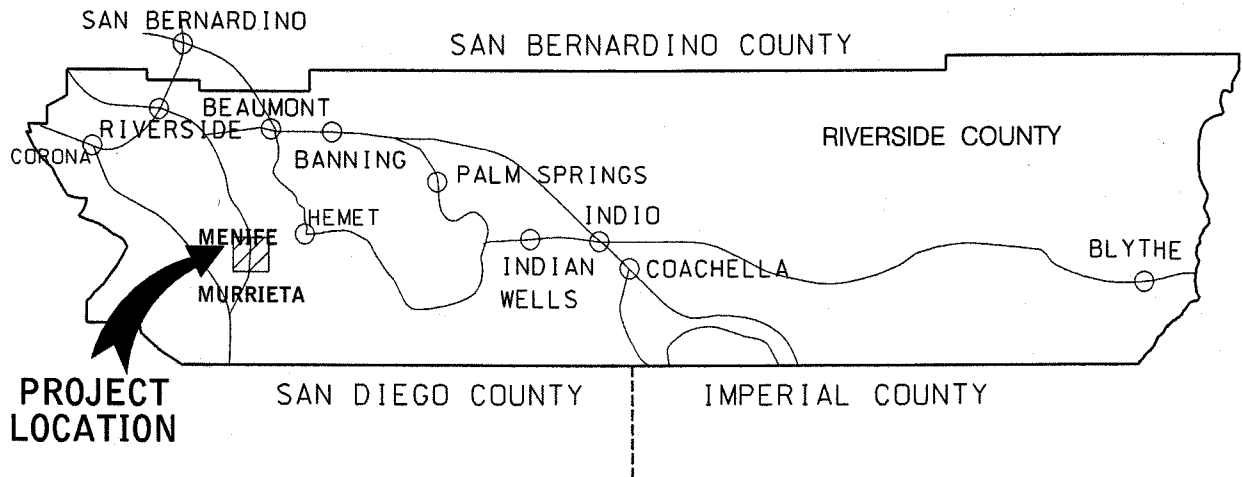 SAN BERNARDINO
SAN BERNARDINO COUNTY
BEAUMONT
RIVERSIDE
RIVERSIDE COUNTY
CORONA
BANNING
PALM SPRINGS
HEMET
INDIO
MENIFE
BLYTHE
INDIAN
WELLS
COACHELLA
MURRIETA
PROJECT
LOCATION
SAN DIEGO COUNTY
IMPERIAL COUNTY